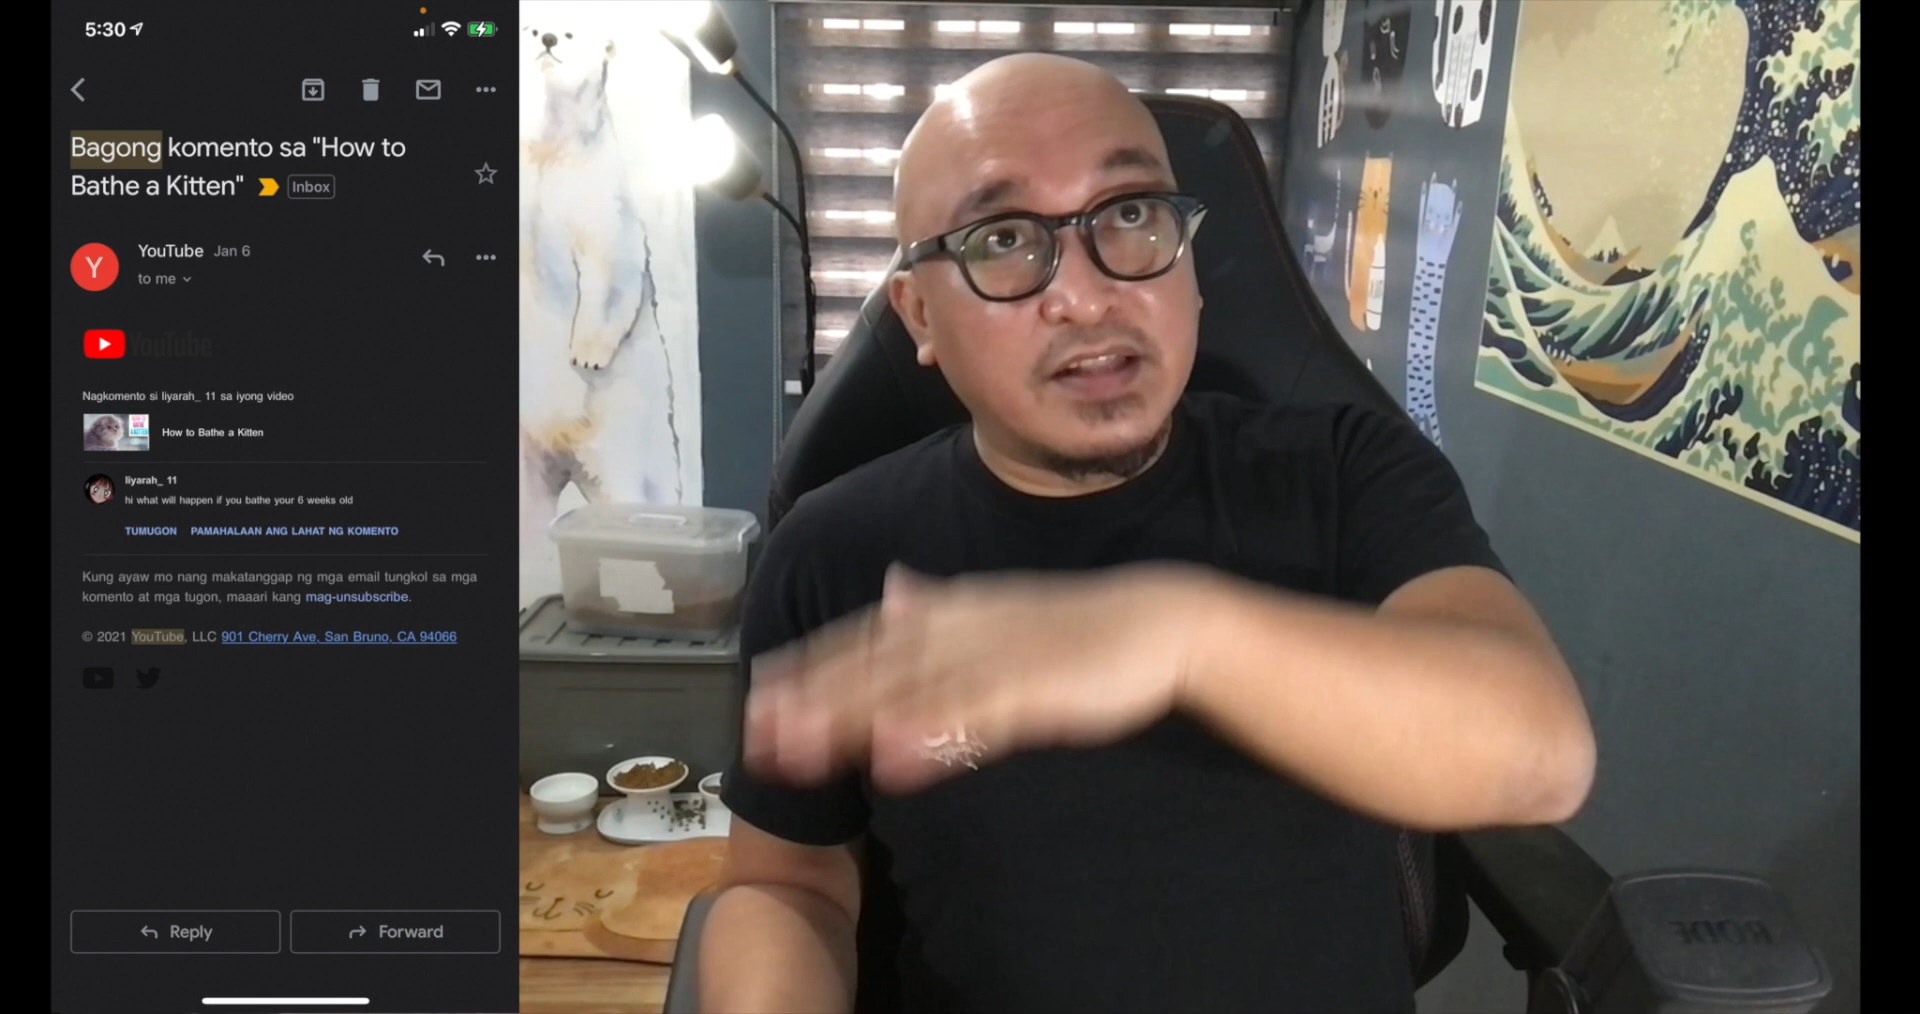 5:30
Bagong komento sa "How to
Bathe a Kitten" Inbox
Y
YouTube Jan 6
to me
YouTube
Nagkomento si liyarah_ 11 sa iyong video
How to Bathe a Kitten
liyarah_ 11
hi what will happen if you bathe your 6 weeks old
TUMUGON PAMAHALAAN ANG LAHAT NG KOMENTO
Kung ayaw mo nang makatanggap ng mga email tungkol sa mga
komento at mga tugon, maaari kang mag-unsubscribe.
© 2021 YouTube, LLC 901 Cherry Ave, San Bruno, CA 94066
Reply Forward
RODE